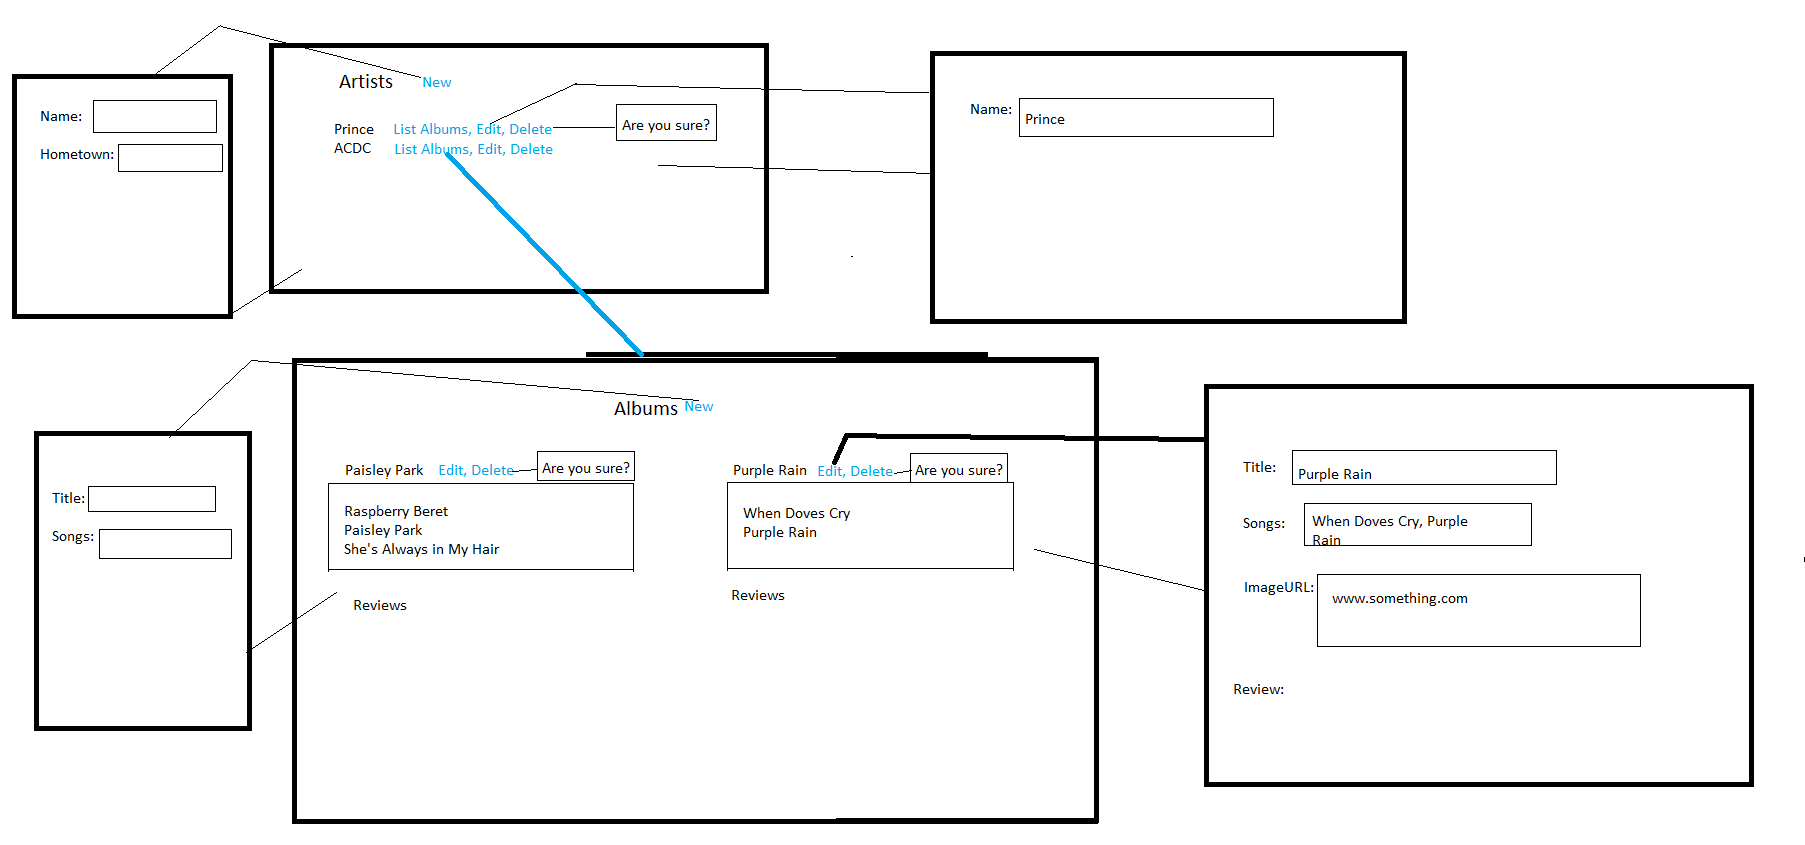 Name:
Hometown:
Artists New
Prince List Albums, Edit, Delete
Are you sure?
ACDC List Albums, Edit, Delete
Name: Prince
Albums New
Title:
Songs:
Paisley Park Edit, Delete
Are you sure?
Raspberry Beret
Paisley Park
She's Always in My Hair
Reviews
Purple Rain Edit, Delete
Are you sure?
When Doves Cry
Purple Rain
Reviews
Title: Purple Rain
Songs: When Doves Cry, Purple
Rain
ImageURL: www.something.com
Review: